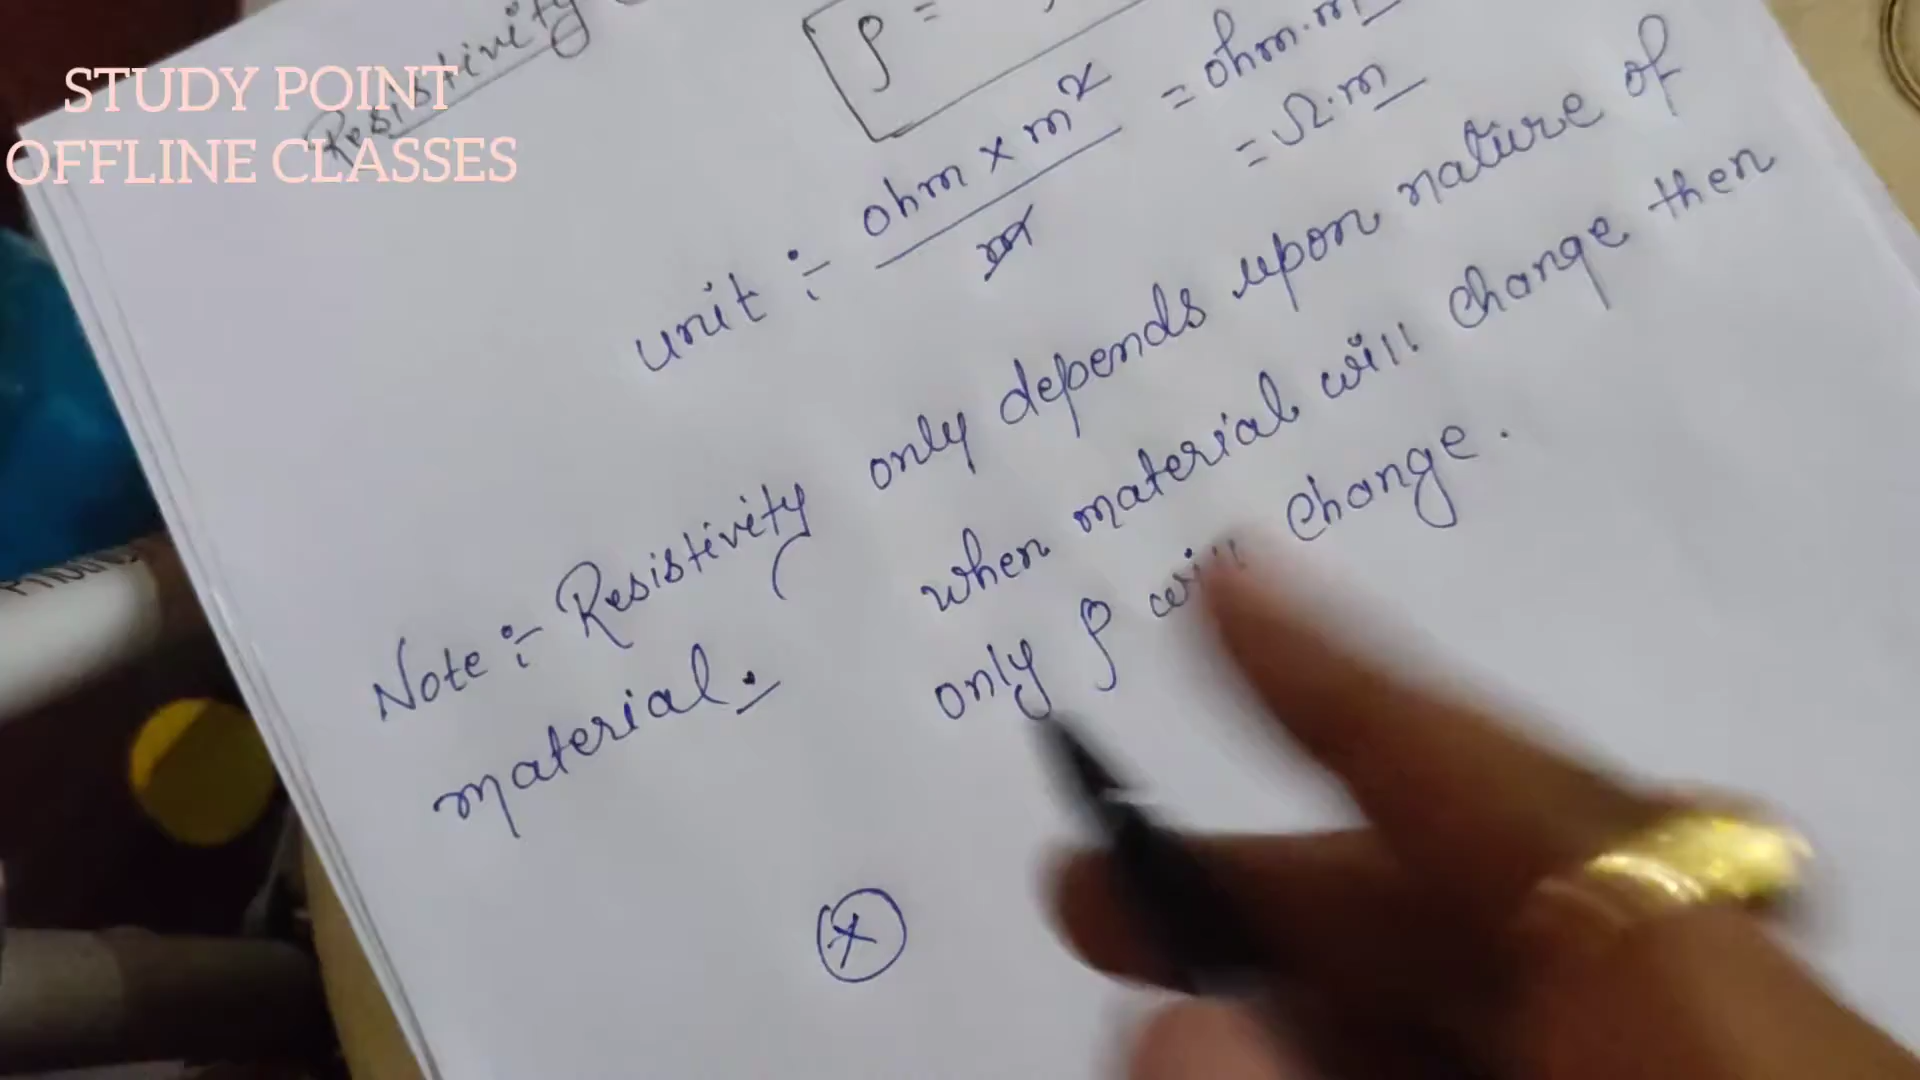 Resistivity
STUDY POINT
OFFLINE CLASSES
ρ =
unit :- ohm × m² / m = ohm.m
= Ω.m
Note :- Resistivity only depends upon nature of
material.
( when material will change then
only ρ will change.